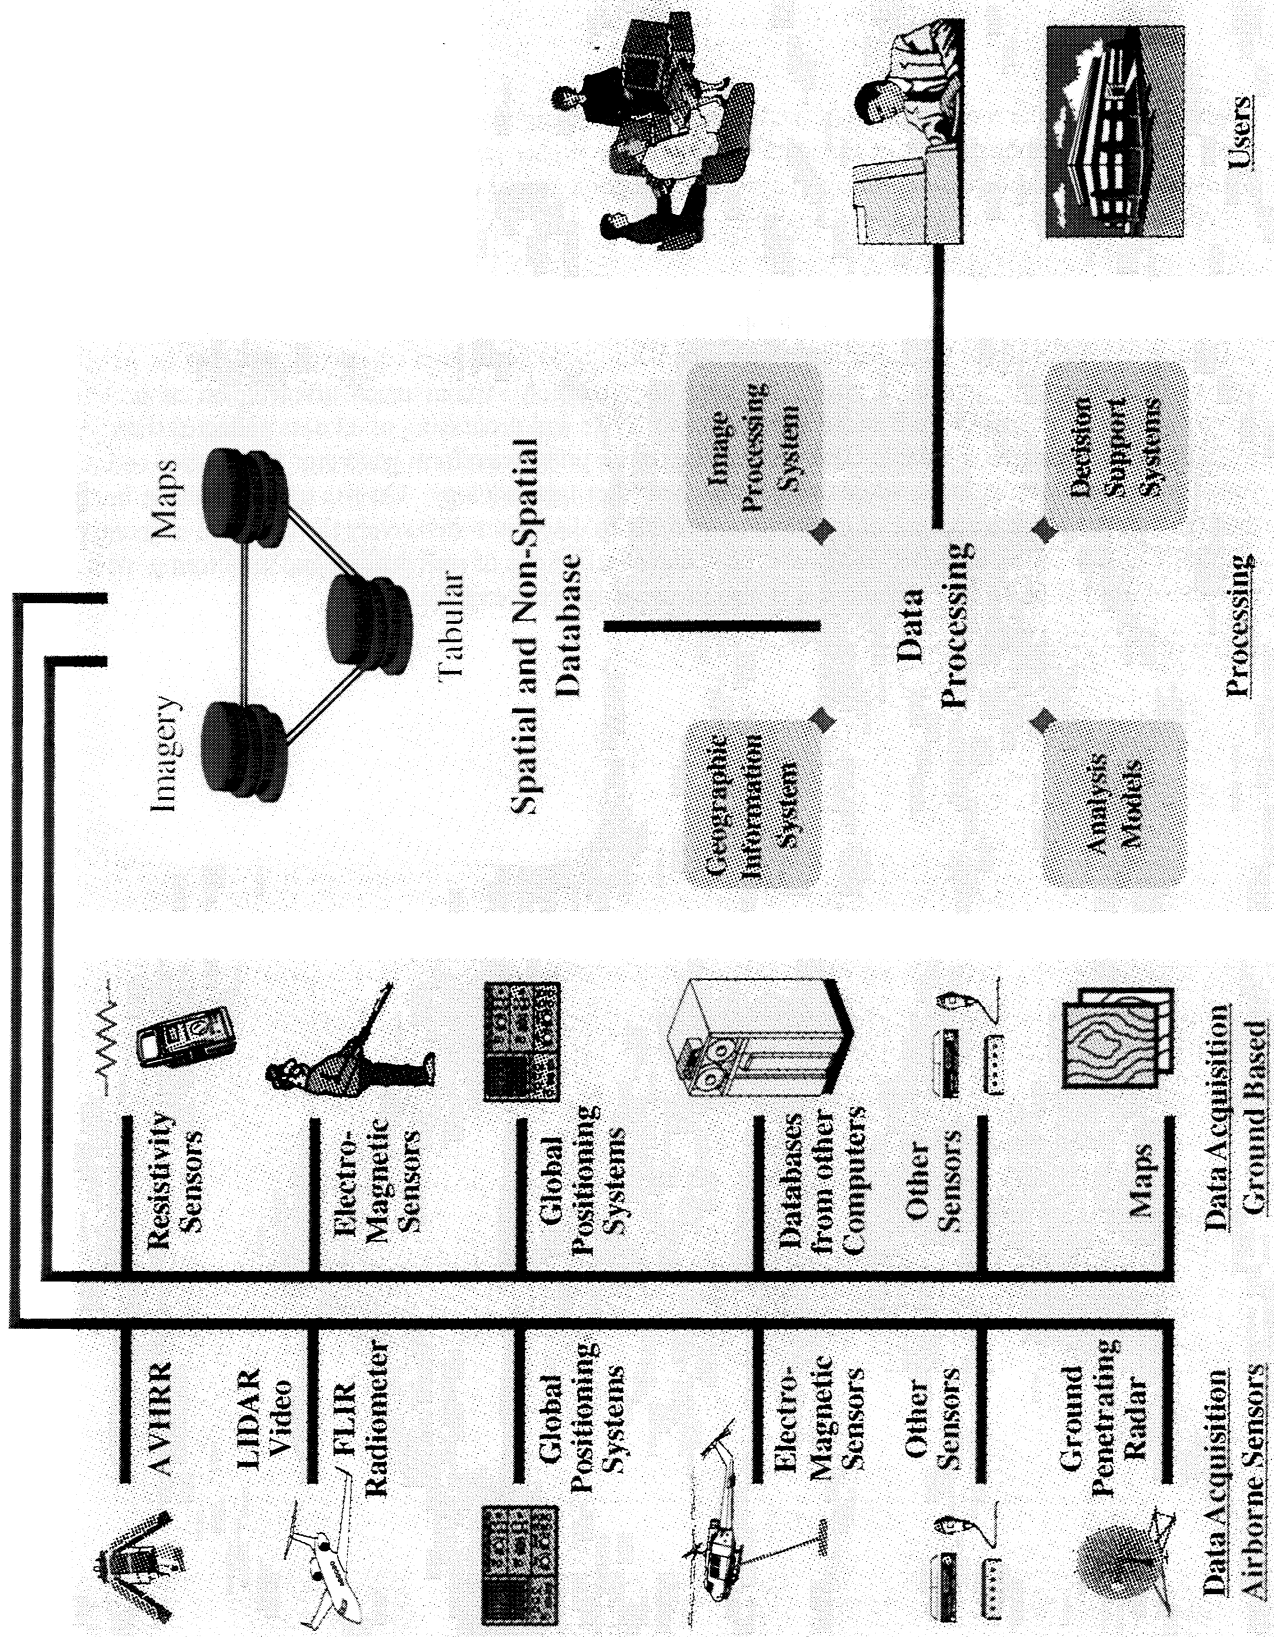 AVHRR
LIDAR
Video
FLIR
Radiometer
Global
Positioning
Systems
Electro-
Magnetic
Sensors
Other
Sensors
Ground
Penetrating
Radar
Data Acquisition
Airborne Sensors
Resistivity
Sensors
Electro-
Magnetic
Sensors
Global
Positioning
Systems
Databases
from other
Computers
Other
Sensors
Maps
Data Acquisition
Ground Based
Imagery
Maps
Tabular
Spatial and Non-Spatial
Database
Geographic
Information
System
Image
Processing
System
Data
Processing
Analysis
Models
Decision
Support
Systems
Processing
Users